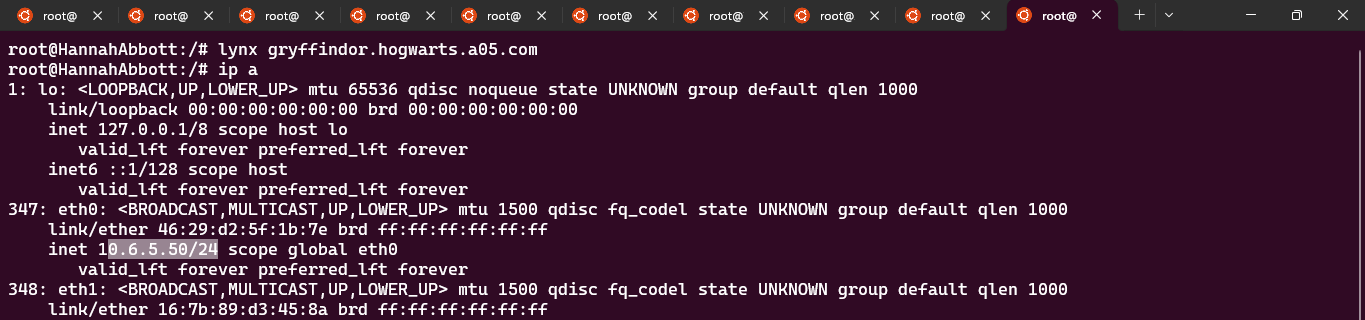 root@ root@ root@ root@ root@ root@ root@ root@ root@ root@
root@HannahAbbott:/# lynx gryffindor.hogwarts.a05.com
root@HannahAbbott:/# ip a
1: lo: <LOOPBACK,UP,LOWER_UP> mtu 65536 qdisc noqueue state UNKNOWN group default qlen 1000
    link/loopback 00:00:00:00:00:00 brd 00:00:00:00:00:00
    inet 127.0.0.1/8 scope host lo
       valid_lft forever preferred_lft forever
    inet6 ::1/128 scope host
       valid_lft forever preferred_lft forever
347: eth0: <BROADCAST,MULTICAST,UP,LOWER_UP> mtu 1500 qdisc fq_codel state UNKNOWN group default qlen 1000
    link/ether 46:29:d2:5f:1b:7e brd ff:ff:ff:ff:ff:ff
    inet 10.6.5.50/24 scope global eth0
       valid_lft forever preferred_lft forever
348: eth1: <BROADCAST,MULTICAST,UP,LOWER_UP> mtu 1500 qdisc fq_codel state UNKNOWN group default qlen 1000
    link/ether 16:7b:89:d3:45:8a brd ff:ff:ff:ff:ff:ff